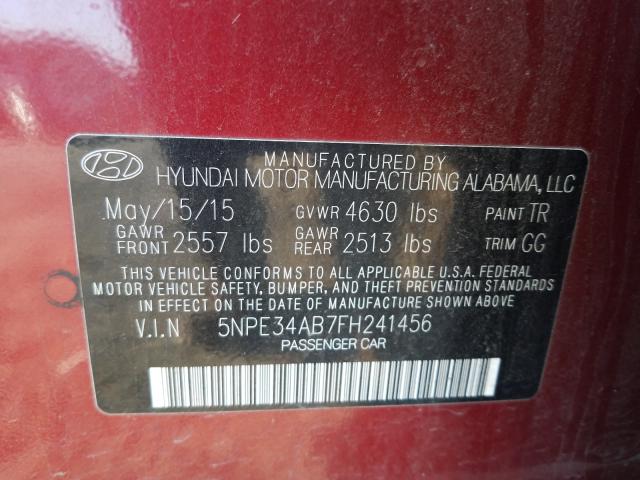 MANUFACTURED BY
HYUNDAI MOTOR MANUFACTURING ALABAMA, LLC
May/15/15 GVWR 4630 lbs PAINT TR
GAWR FRONT 2557 lbs GAWR REAR 2513 lbs TRIM GG
THIS VEHICLE CONFORMS TO ALL APPLICABLE U.S.A. FEDERAL
MOTOR VEHICLE SAFETY, BUMPER, AND THEFT PREVENTION STANDARDS
IN EFFECT ON THE DATE OF MANUFACTURE SHOWN ABOVE.
V.I.N 5NPE34AB7FH241456
PASSENGER CAR